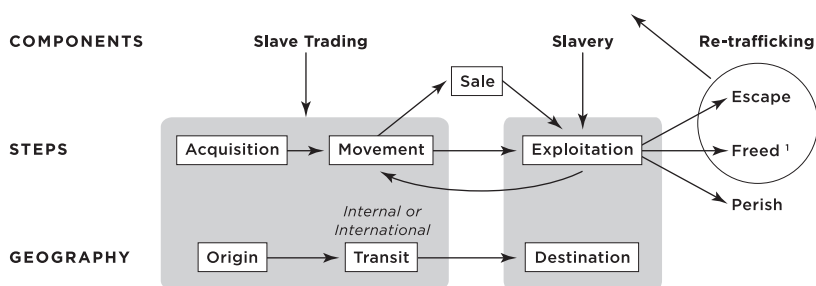 COMPONENTS Slave Trading Slavery Re-trafficking
Sale
Escape
STEPS Acquisition Movement Exploitation Freed ¹
Perish
Internal or
International
GEOGRAPHY Origin Transit Destination